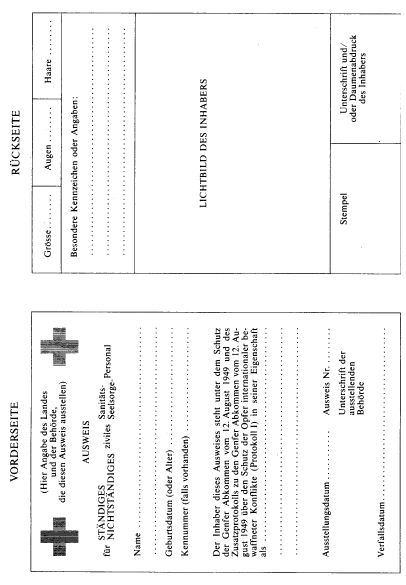 VORDERSEITE
(Hier Angabe des Landes
und der Behörde,
die diesen Ausweis ausstellen)
AUSWEIS
STÄNDIGES Sanitäts-
für NICHTSTÄNDIGES ziviles Seelsorge-Personal
Name ........................
Geburtsdatum (oder Alter) ........................
Kennummer (falls vorhanden) ........................
Der Inhaber dieses Ausweises steht unter dem Schutz
der Genfer Abkommen vom 12. August 1949 und des
Zusatzprotokolls zu den Genfer Abkommen vom 12. Au-
gust 1949 über den Schutz der Opfer internationaler be-
waffneter Konflikte (Protokoll I) in seiner Eigenschaft
als ........................
........................
........................
Ausstellungsdatum Ausweis Nr. ........
Unterschrift der
ausstellenden
Behörde
Verfallsdatum ........................
RÜCKSEITE
Grösse ........ Augen ........ Haare ........
Besondere Kennzeichen oder Angaben:
........................
........................
........................
LICHTBILD DES INHABERS
Stempel
Unterschrift und/
oder Daumenabdruck
des Inhabers